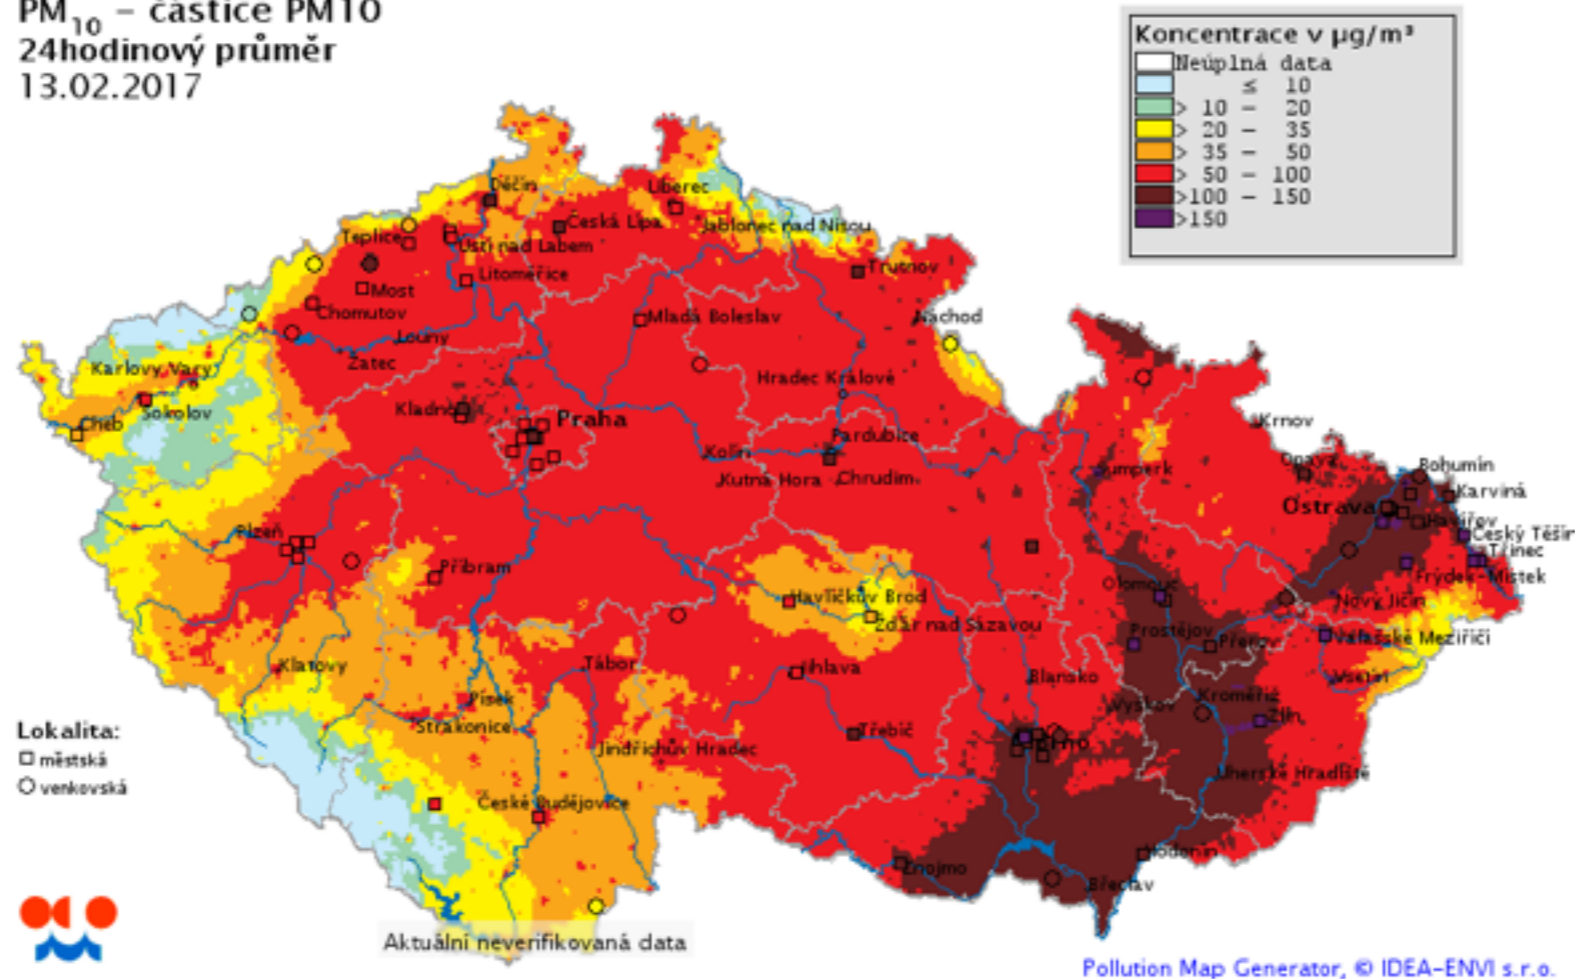 PM10 – částice PM10
24hodinový průměr
13.02.2017
Koncentrace v µg/m³
Neúplná data
≤ 10
> 10 – 20
> 20 – 35
> 35 – 50
> 50 – 100
>100 – 150
>150
Děčín
Liberec
Česká Lípa
Jablonec nad Nisou
Teplice
Ústí nad Labem
Trutnov
Litoměřice
Most
Chomutov
Mladá Boleslav
Náchod
Louny
Žatec
Karlovy Vary
Hradec Králové
Sokolov
Kladno
Praha
Cheb
Krnov
Pardubice
Kolín
Opava
Bohumín
Šumperk
Kutná Hora
Chrudim
Karviná
Ostrava
Havířov
Plzeň
Český Těšín
Třinec
Příbram
Frýdek-Místek
Olomouc
Havlíčkův Brod
Nový Jičín
Žďár nad Sázavou
Prostějov
Přerov
Valašské Meziříčí
Klatovy
Tábor
Jihlava
Blansko
Vsetín
Písek
Kroměříž
Vyškov
Zlín
Strakonice
Třebíč
Brno
Lokalita:
městská
venkovská
Jindřichův Hradec
Uherské Hradiště
České Budějovice
Hodonín
Znojmo
Břeclav
Aktuální neverifikovaná data
Pollution Map Generator, © IDEA-ENVI s.r.o.